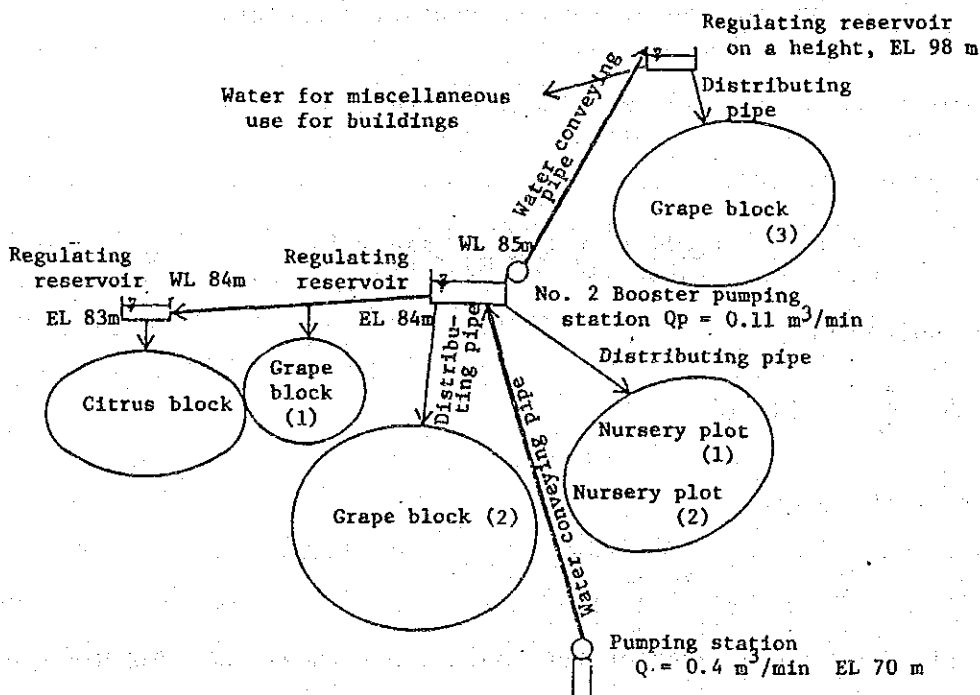 Regulating reservoir
on a height, EL 98 m
Distributing
pipe
Water for miscellaneous
use for buildings
Water conveying
pipe
Grape block
(3)
WL 85m
Regulating
reservoir
WL 84m
Regulating
reservoir
EL 83m
EL 84m
No. 2 Booster pumping
station Qp = 0.11 m³/min
Distribu-
ting pipe
Distributing pipe
Citrus block
Grape
block
(1)
Nursery plot
(1)
Nursery plot
(2)
Grape block (2)
Water conveying pipe
Pumping station
Q = 0.4 m³/min EL 70 m